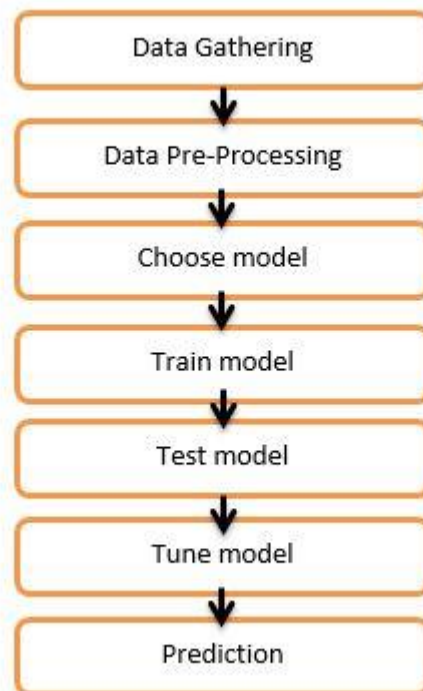 Data Gathering
Data Pre-Processing
Choose model
Train model
Test model
Tune model
Prediction